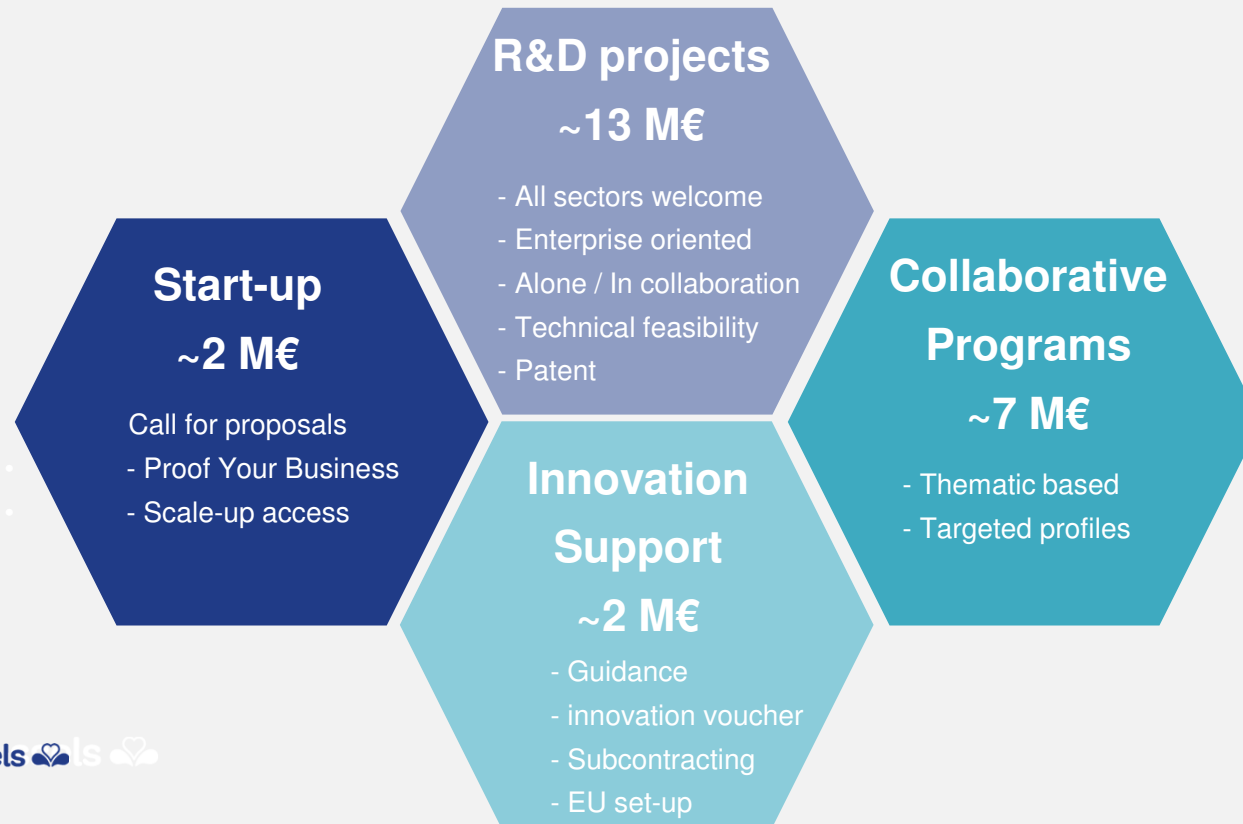 R&D projects
~13 M€
- All sectors welcome
- Enterprise oriented
- Alone / In collaboration
- Technical feasibility
- Patent
Start-up
~2 M€
Call for proposals
- Proof Your Business
- Scale-up access
Collaborative
Programs
~7 M€
- Thematic based
- Targeted profiles
Innovation
Support
~2 M€
- Guidance
- innovation voucher
- Subcontracting
- EU set-up
els